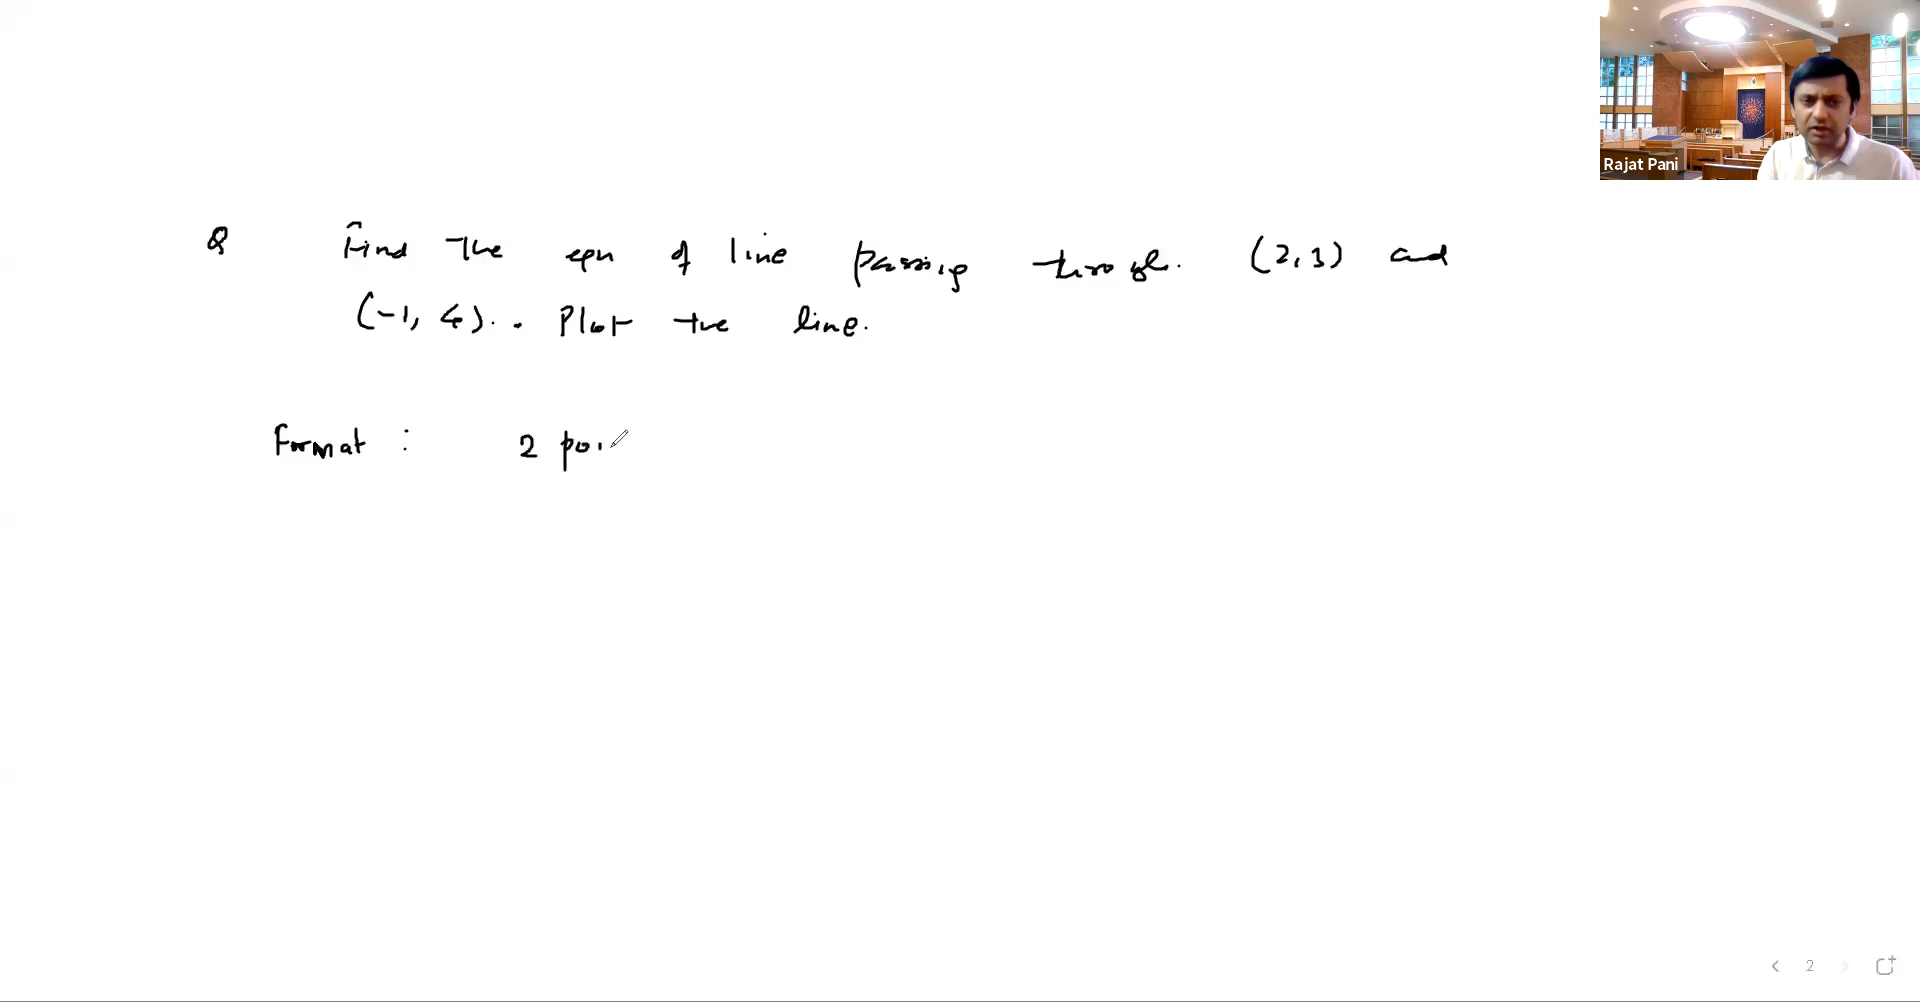 Rajat Pani
Q Find the eqn of line passing through. (2,3) and
(-1, 4). . Plot the line.
Format : 2 poi
2